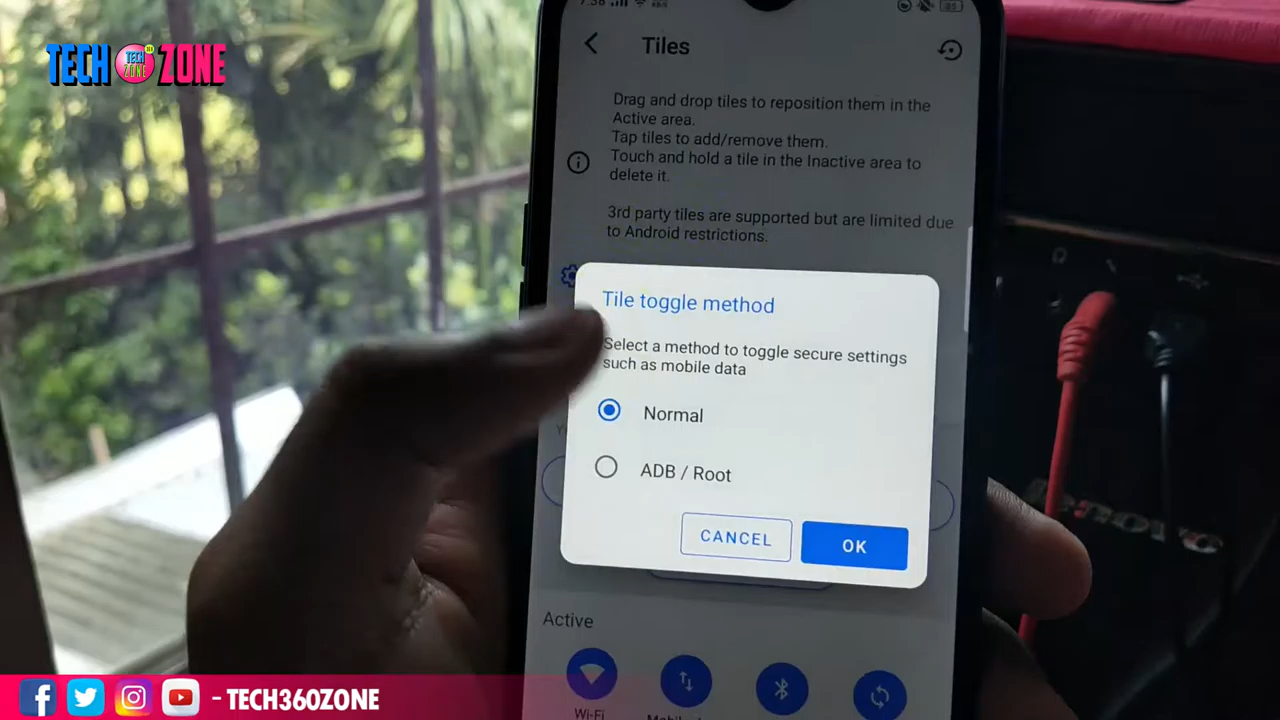 TECH TECH ZONE ZONE
Tiles
Drag and drop tiles to reposition them in the
Active area.
Tap tiles to add/remove them.
Touch and hold a tile in the Inactive area to
delete it.
3rd party tiles are supported but are limited due
to Android restrictions.
Tile toggle method
Select a method to toggle secure settings
such as mobile data
Normal
ADB / Root
CANCEL
OK
Active
Wi-Fi
- TECH360ZONE